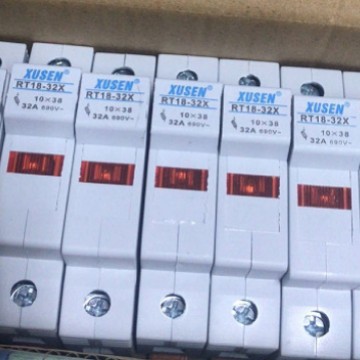 XUSEN®
RT18-32X
10×38
32A 690V~
XUSEN®
RT18-32X
10×38
32A 690V~
XUSEN®
RT18-32X
10×38
32A 690V~
XUSEN®
RT18-32X
10×38
32A 690V~
XUSEN®
RT18-32X
10×38
32A 690V~